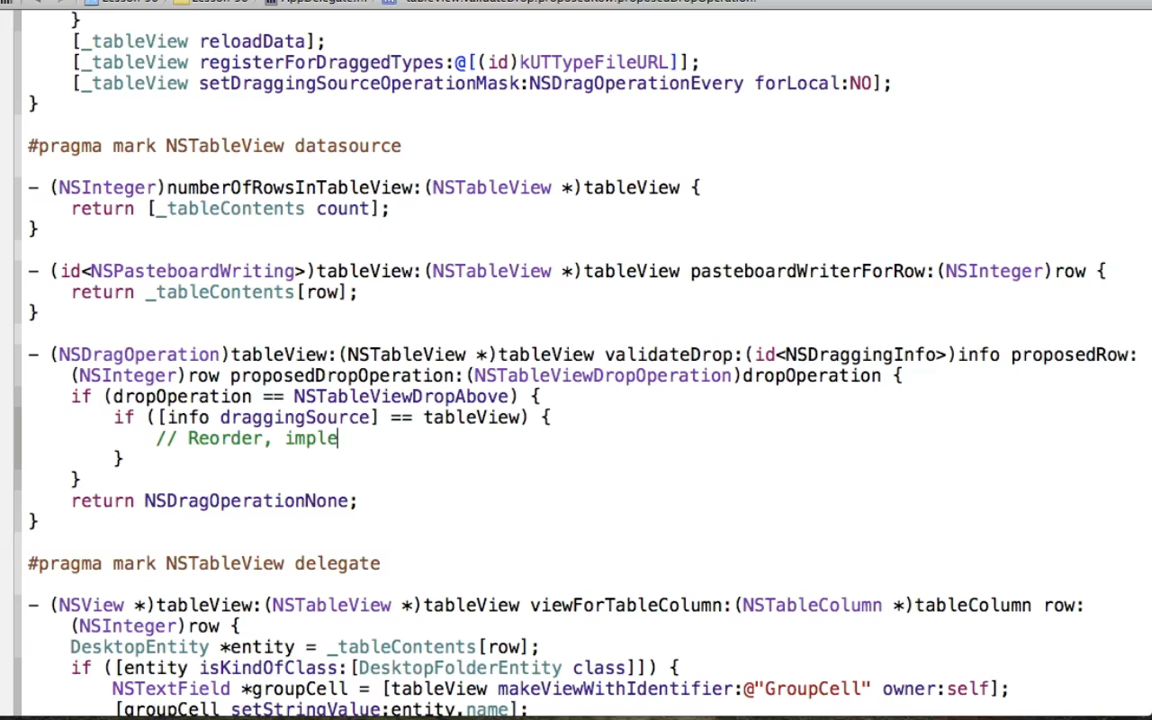 }
[_tableView reloadData];
[_tableView registerForDraggedTypes:@[(id)kUTTypeFileURL]];
[_tableView setDraggingSourceOperationMask:NSDragOperationEvery forLocal:NO];
}
#pragma mark NSTableView datasource
- (NSInteger)numberOfRowsInTableView:(NSTableView *)tableView {
return [_tableContents count];
}
- (id<NSPasteboardWriting>)tableView:(NSTableView *)tableView pasteboardWriterForRow:(NSInteger)row {
return _tableContents[row];
}
- (NSDragOperation)tableView:(NSTableView *)tableView validateDrop:(id<NSDraggingInfo>)info proposedRow:
(NSInteger)row proposedDropOperation:(NSTableViewDropOperation)dropOperation {
if (dropOperation == NSTableViewDropAbove) {
if ([info draggingSource] == tableView) {
// Reorder, imple
}
}
return NSDragOperationNone;
}
#pragma mark NSTableView delegate
- (NSView *)tableView:(NSTableView *)tableView viewForTableColumn:(NSTableColumn *)tableColumn row:
(NSInteger)row {
DesktopEntity *entity = _tableContents[row];
if ([entity isKindOfClass:[DesktopFolderEntity class]]) {
NSTextField *groupCell = [tableView makeViewWithIdentifier:@"GroupCell" owner:self];
[groupCell setStringValue:entity.name];